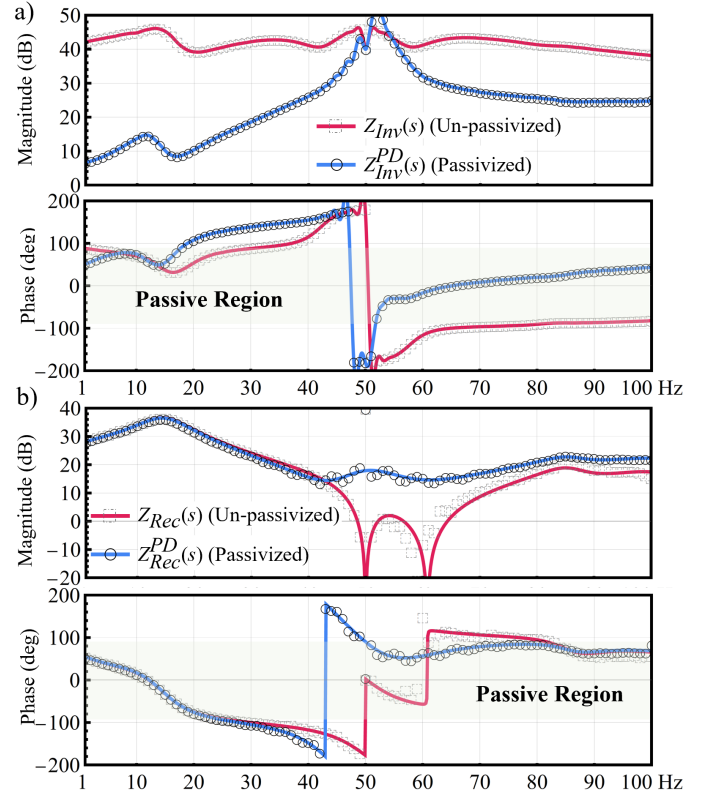 a)
50
40
30
20
10
0
Magnitude (dB)
Z_Inv(s) (Un-passivized)
Z_Inv^PD(s) (Passivized)
200
100
0
−100
−200
Phase (deg)
Passive Region
1 10 20 30 40 50 60 70 80 90 100 Hz
b)
40
30
20
10
0
−10
−20
Magnitude (dB)
Z_Rec(s) (Un-passivized)
Z_Rec^PD(s) (Passivized)
200
100
0
−100
−200
Phase (deg)
Passive Region
1 10 20 30 40 50 60 70 80 90 100 Hz